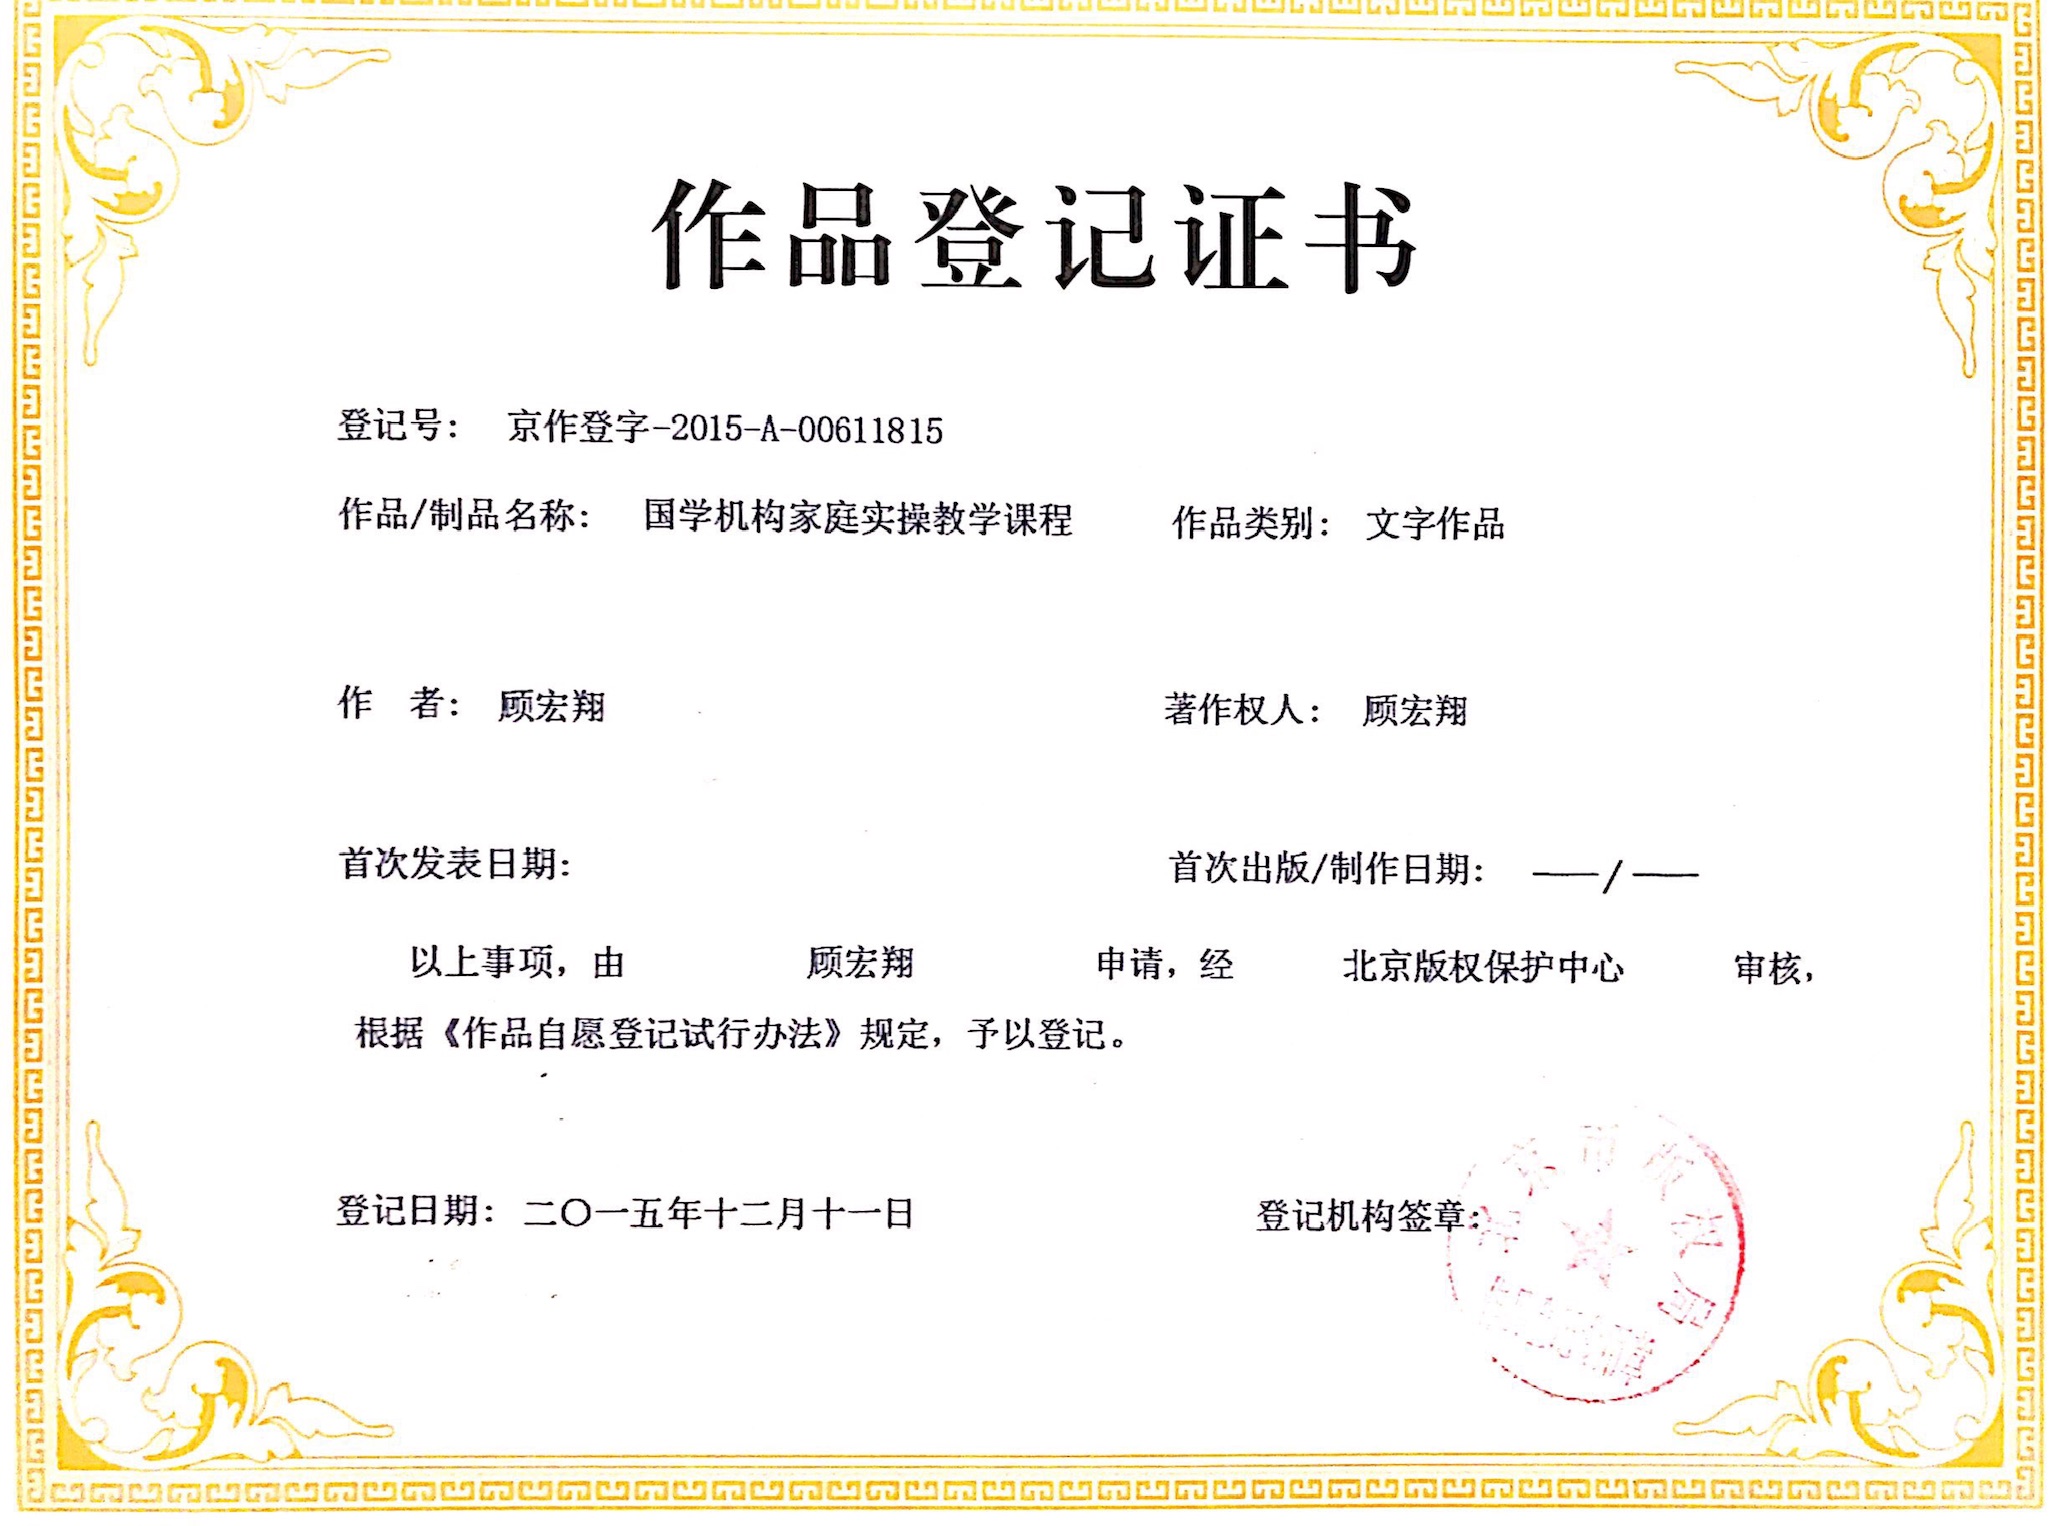 作品登记证书
登记号： 京作登字-2015-A-00611815
作品/制品名称： 国学机构家庭实操教学课程 作品类别： 文字作品
作 者： 顾宏翔 著作权人： 顾宏翔
首次发表日期： 首次出版/制作日期： ——/——
以上事项，由 顾宏翔 申请，经 北京版权保护中心 审核，
根据《作品自愿登记试行办法》规定，予以登记。
登记日期： 二〇一五年十二月十一日 登记机构签章：
北京市版权局